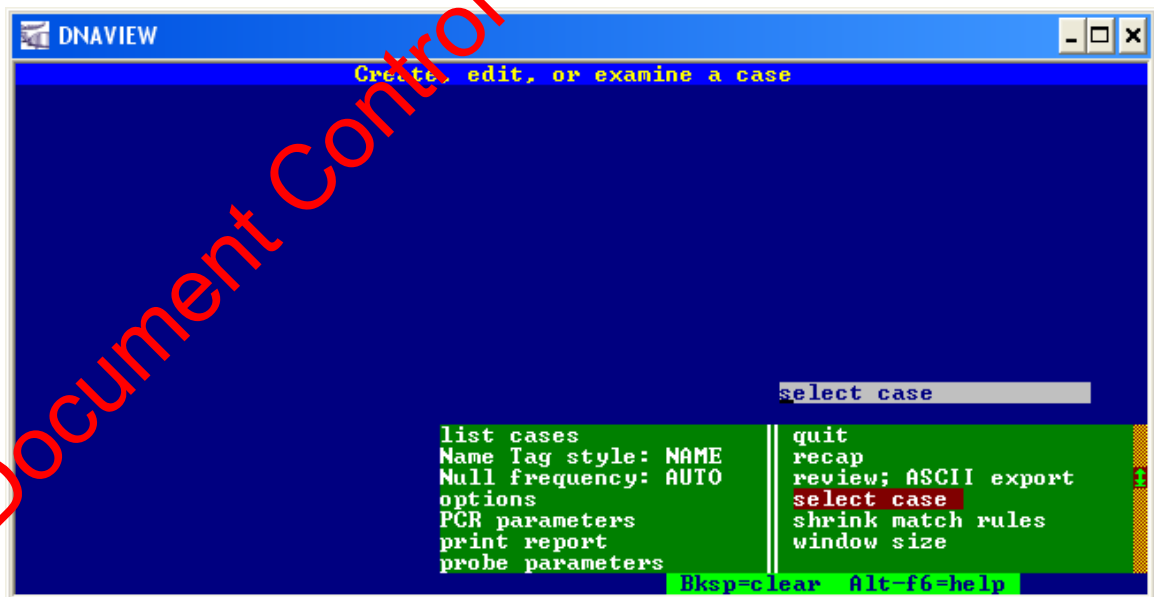 DNAVIEW
Create, edit, or examine a case
Document Control
select case
list cases
Name Tag style: NAME
Null frequency: AUTO
options
PCR parameters
print report
probe parameters
quit
recap
review; ASCII export
select case
shrink match rules
window size
Bksp=clear Alt-f6=help